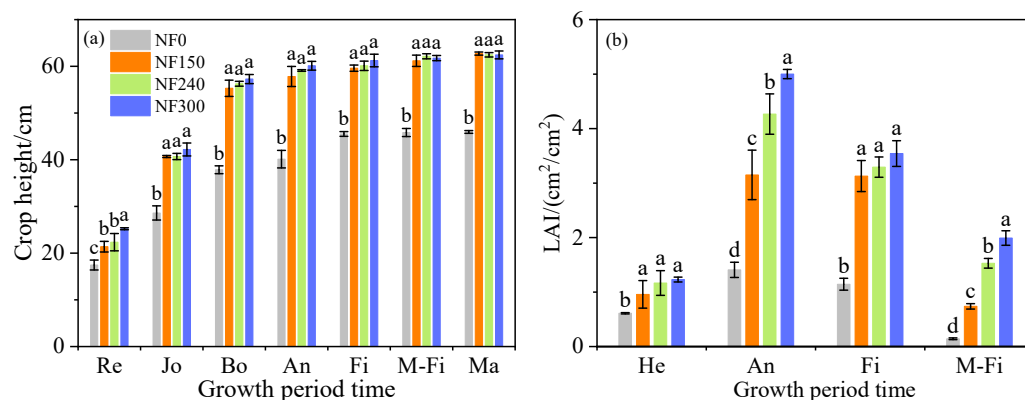 (a)
NF0
NF150
NF240
NF300
Crop height/cm
60
40
20
0
c b b a
b a a a
b a a a
b a a a
b a a a
b a a a
b a a a
Re Jo Bo An Fi M-Fi Ma
Growth period time
(b)
LAI/(cm²/cm²)
6
4
2
0
b a a a
d c b a
b a a a
d c b a
He An Fi M-Fi
Growth period time